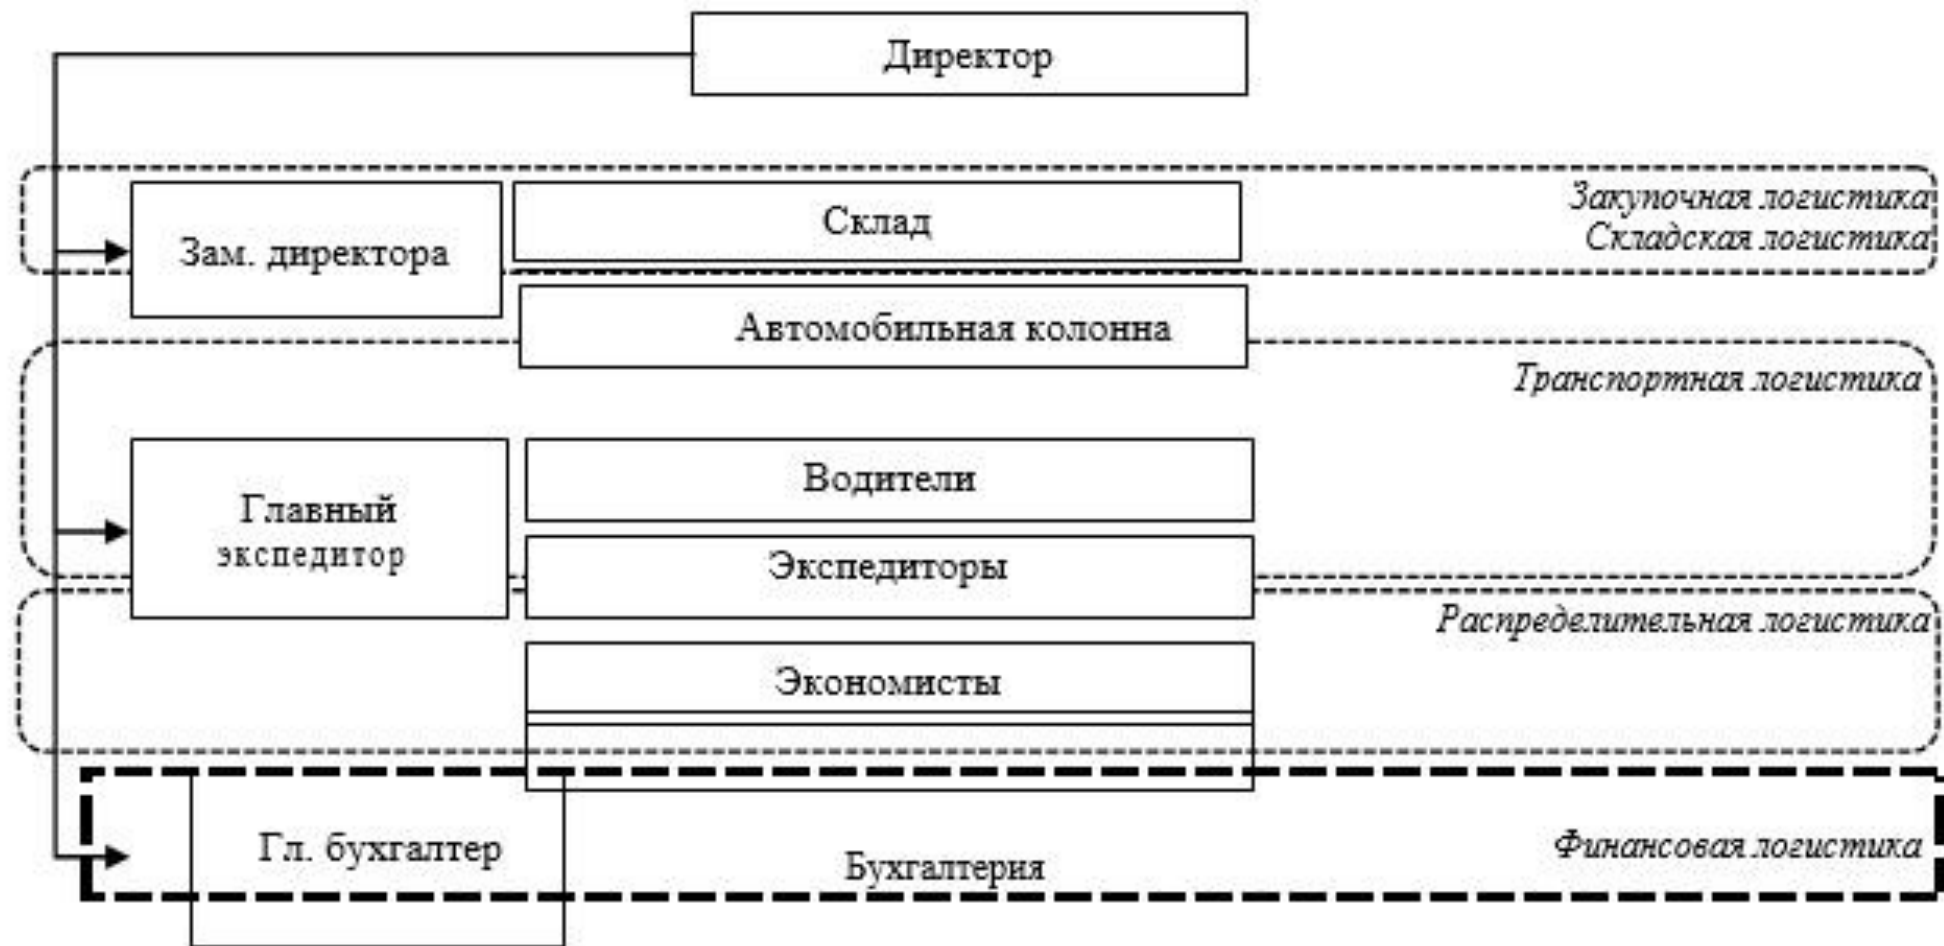 Директор
Закупочная логистика
Склад
Складская логистика
Зам. директора
Автомобильная колонна
Транспортная логистика
Водители
Главный
экспедитор
Экспедиторы
Распределительная логистика
Экономисты
Гл. бухгалтер
Бухгалтерия
Финансовая логистика